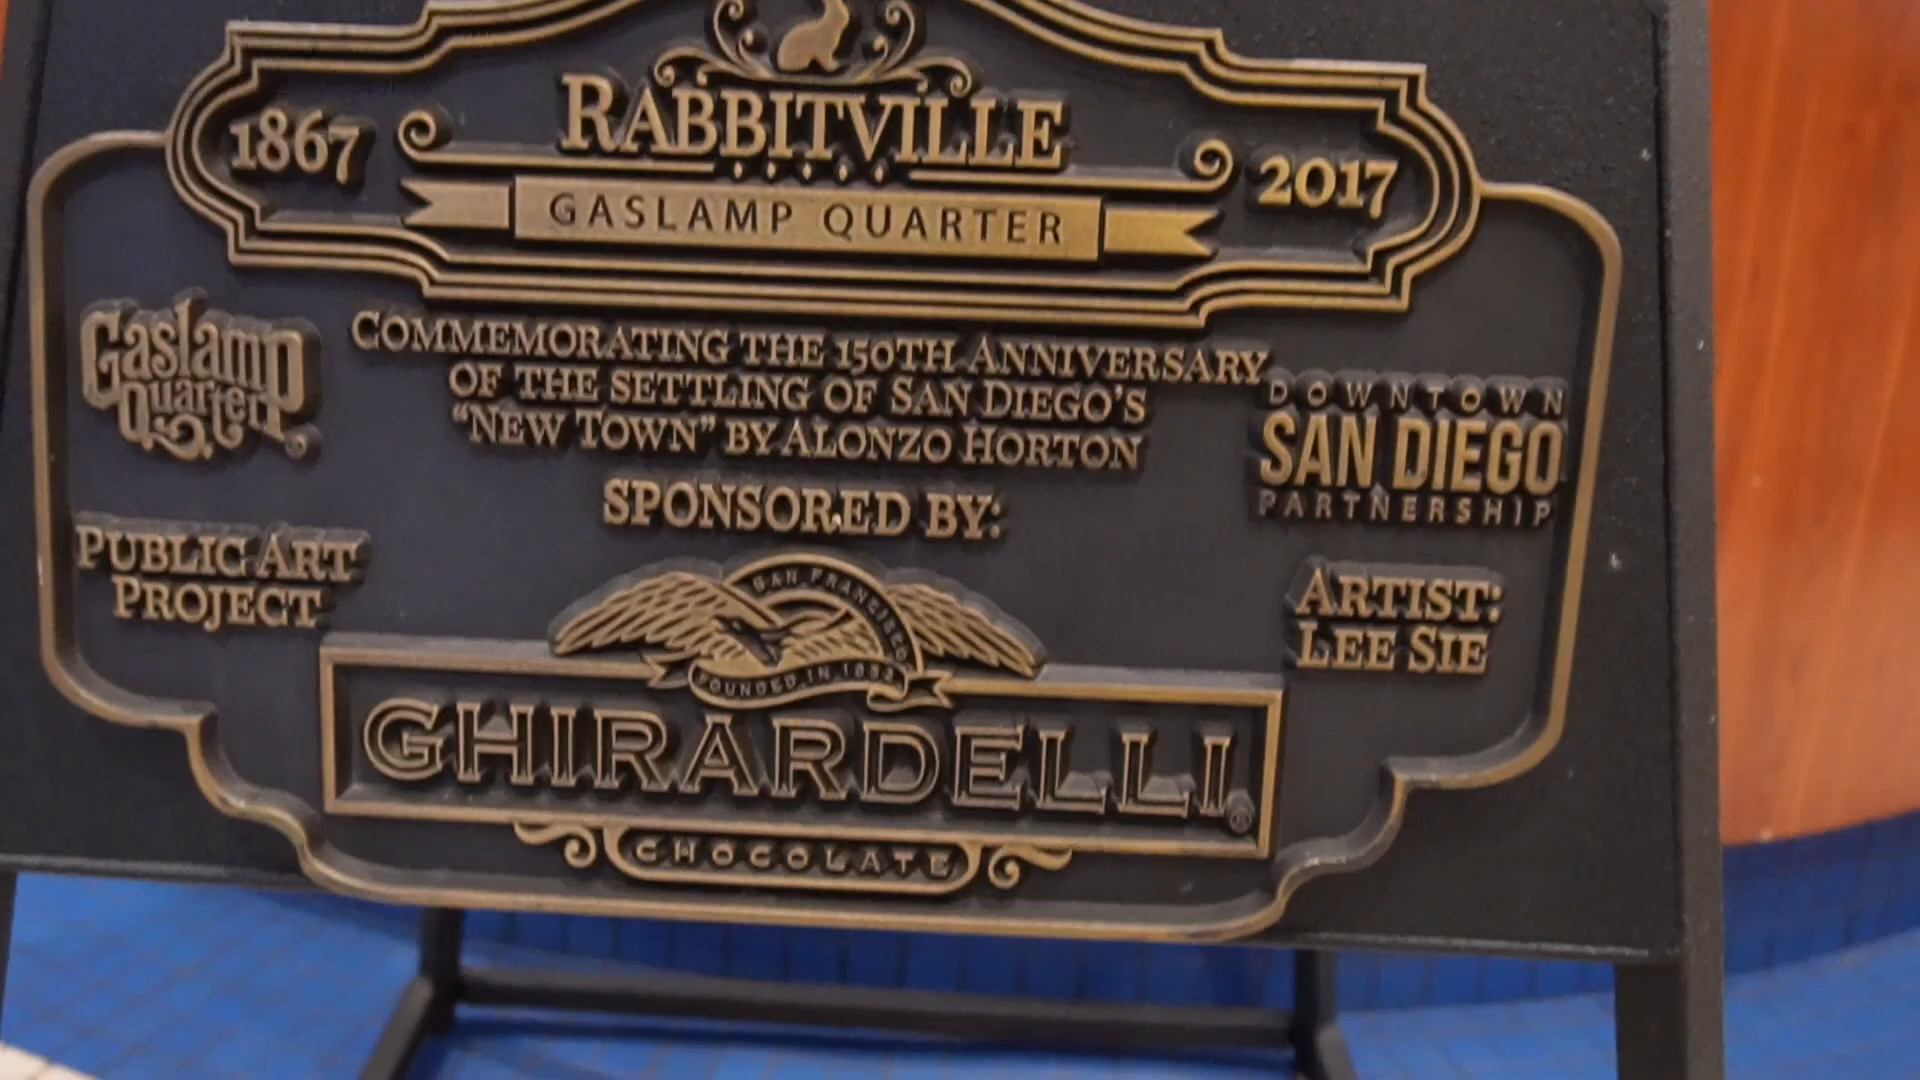 RABBITVILLE
1867
2017
GASLAMP QUARTER
Gaslamp
Quarter
COMMEMORATING THE 150TH ANNIVERSARY
OF THE SETTLING OF SAN DIEGO'S
"NEW TOWN" BY ALONZO HORTON
DOWNTOWN
SAN DIEGO
PARTNERSHIP
SPONSORED BY:
PUBLIC ART
PROJECT
ARTIST:
LEE SIE
SAN FRANCISCO
FOUNDED IN 1852
GHIRARDELLI®
CHOCOLATE